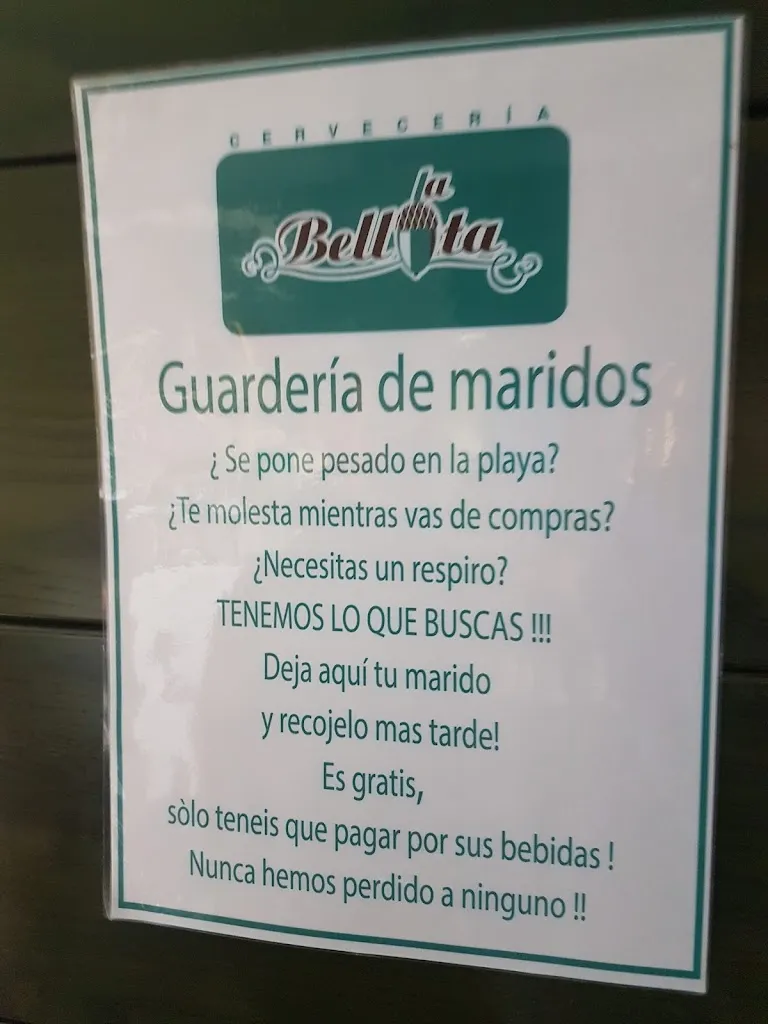 CERVECERÍA
la
Bellota
Guardería de maridos
¿ Se pone pesado en la playa?
¿Te molesta mientras vas de compras?
¿Necesitas un respiro?
TENEMOS LO QUE BUSCAS !!!
Deja aquí tu marido
y recojelo mas tarde!
Es gratis,
sòlo teneis que pagar por sus bebidas !
Nunca hemos perdido a ninguno !!